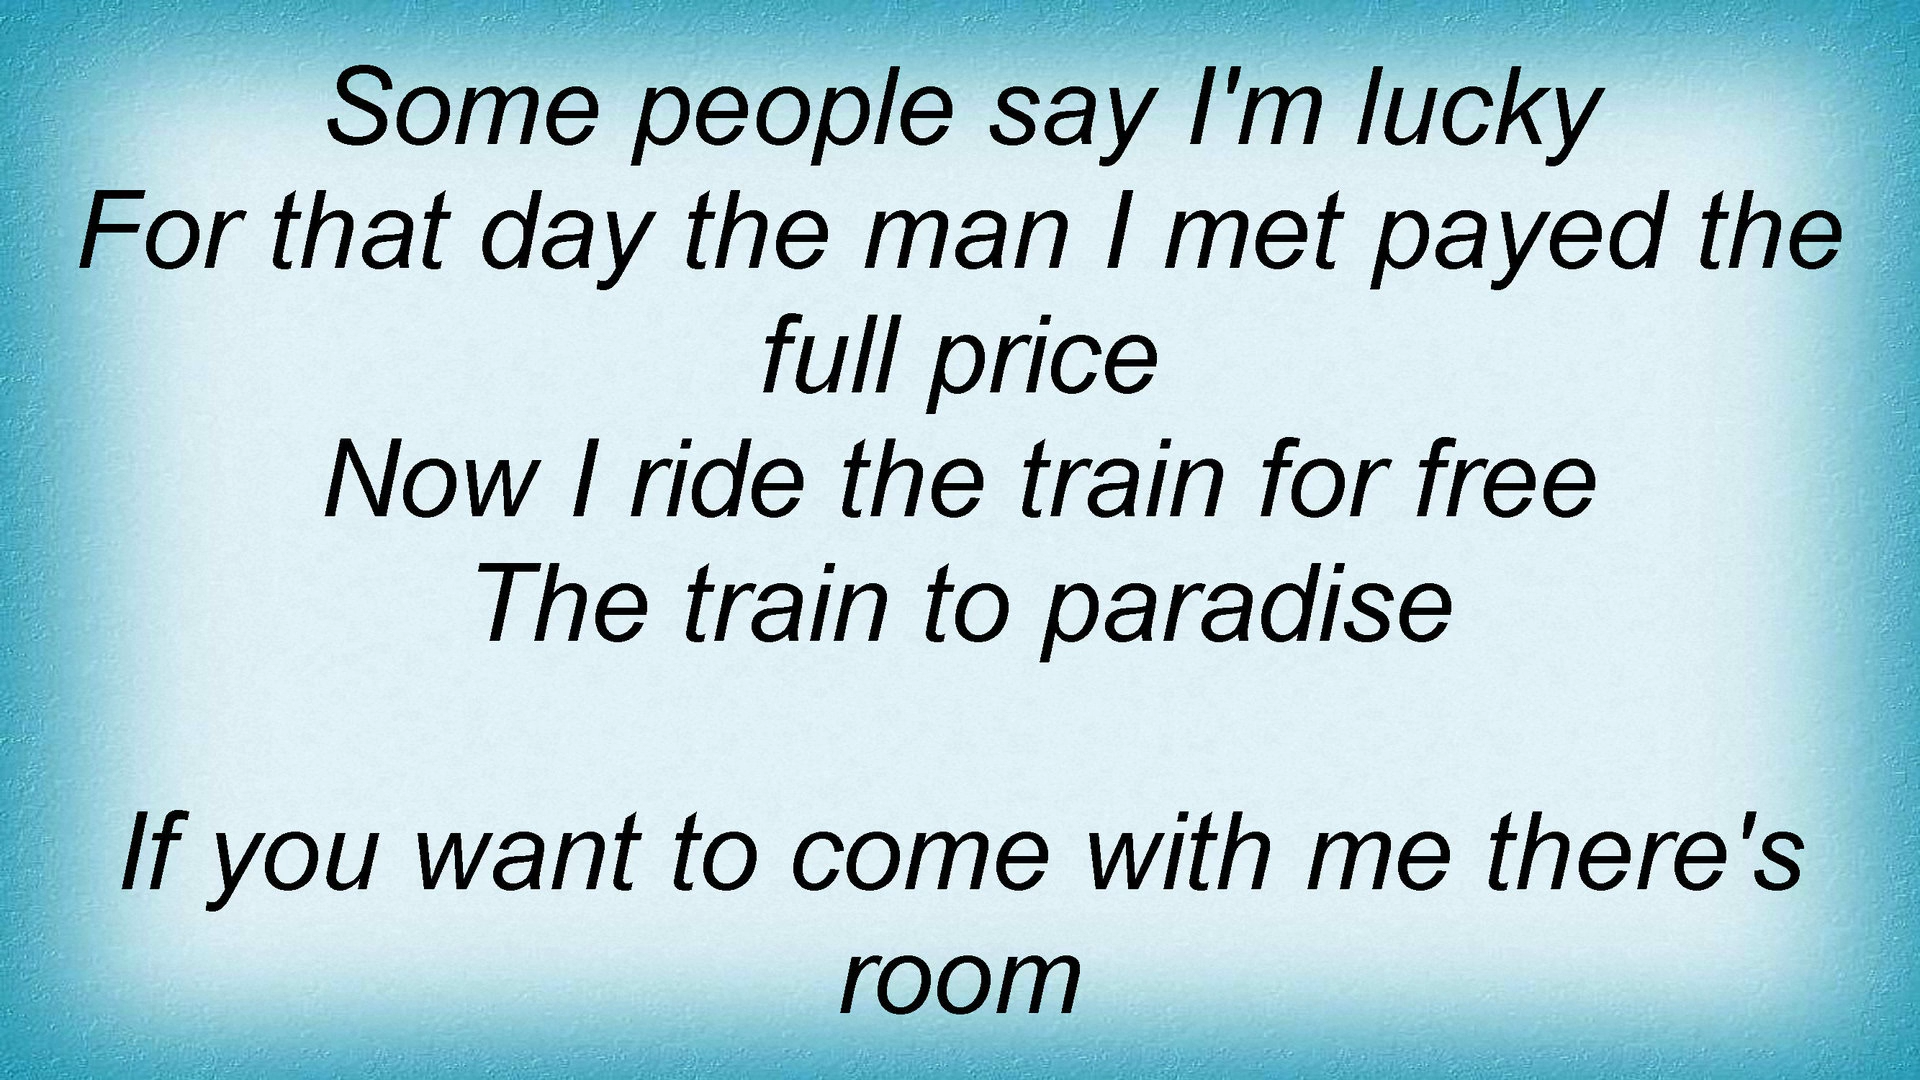 Some people say I'm lucky
For that day the man I met payed the
full price
Now I ride the train for free
The train to paradise
If you want to come with me there's
room